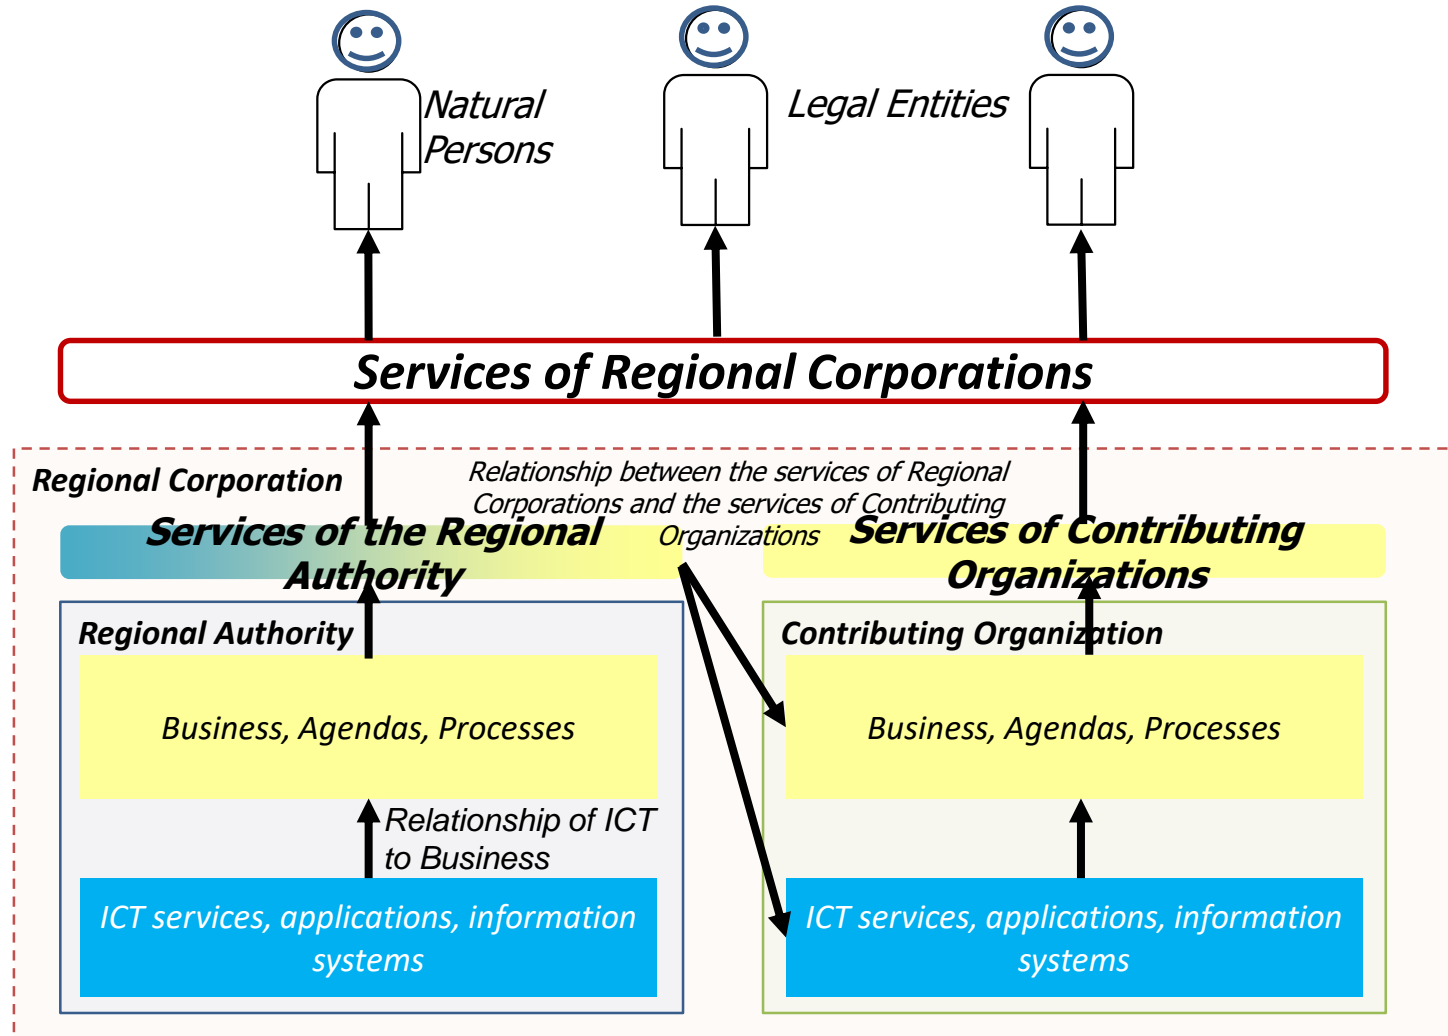 Natural
Persons
Legal Entities
Services of Regional Corporations
Regional Corporation
Relationship between the services of Regional
Corporations and the services of Contributing
Organizations
Services of the Regional
Authority
Services of Contributing
Organizations
Regional Authority
Business, Agendas, Processes
Relationship of ICT
to Business
ICT services, applications, information
systems
Contributing Organization
Business, Agendas, Processes
ICT services, applications, information
systems